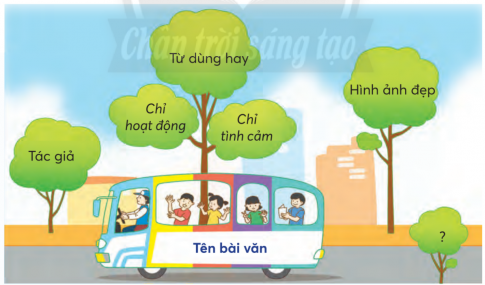 Chân trời sáng tạo
Từ dùng hay
Chỉ
hoạt động
Chỉ
tình cảm
Hình ảnh đẹp
Tác giả
Tên bài văn
?